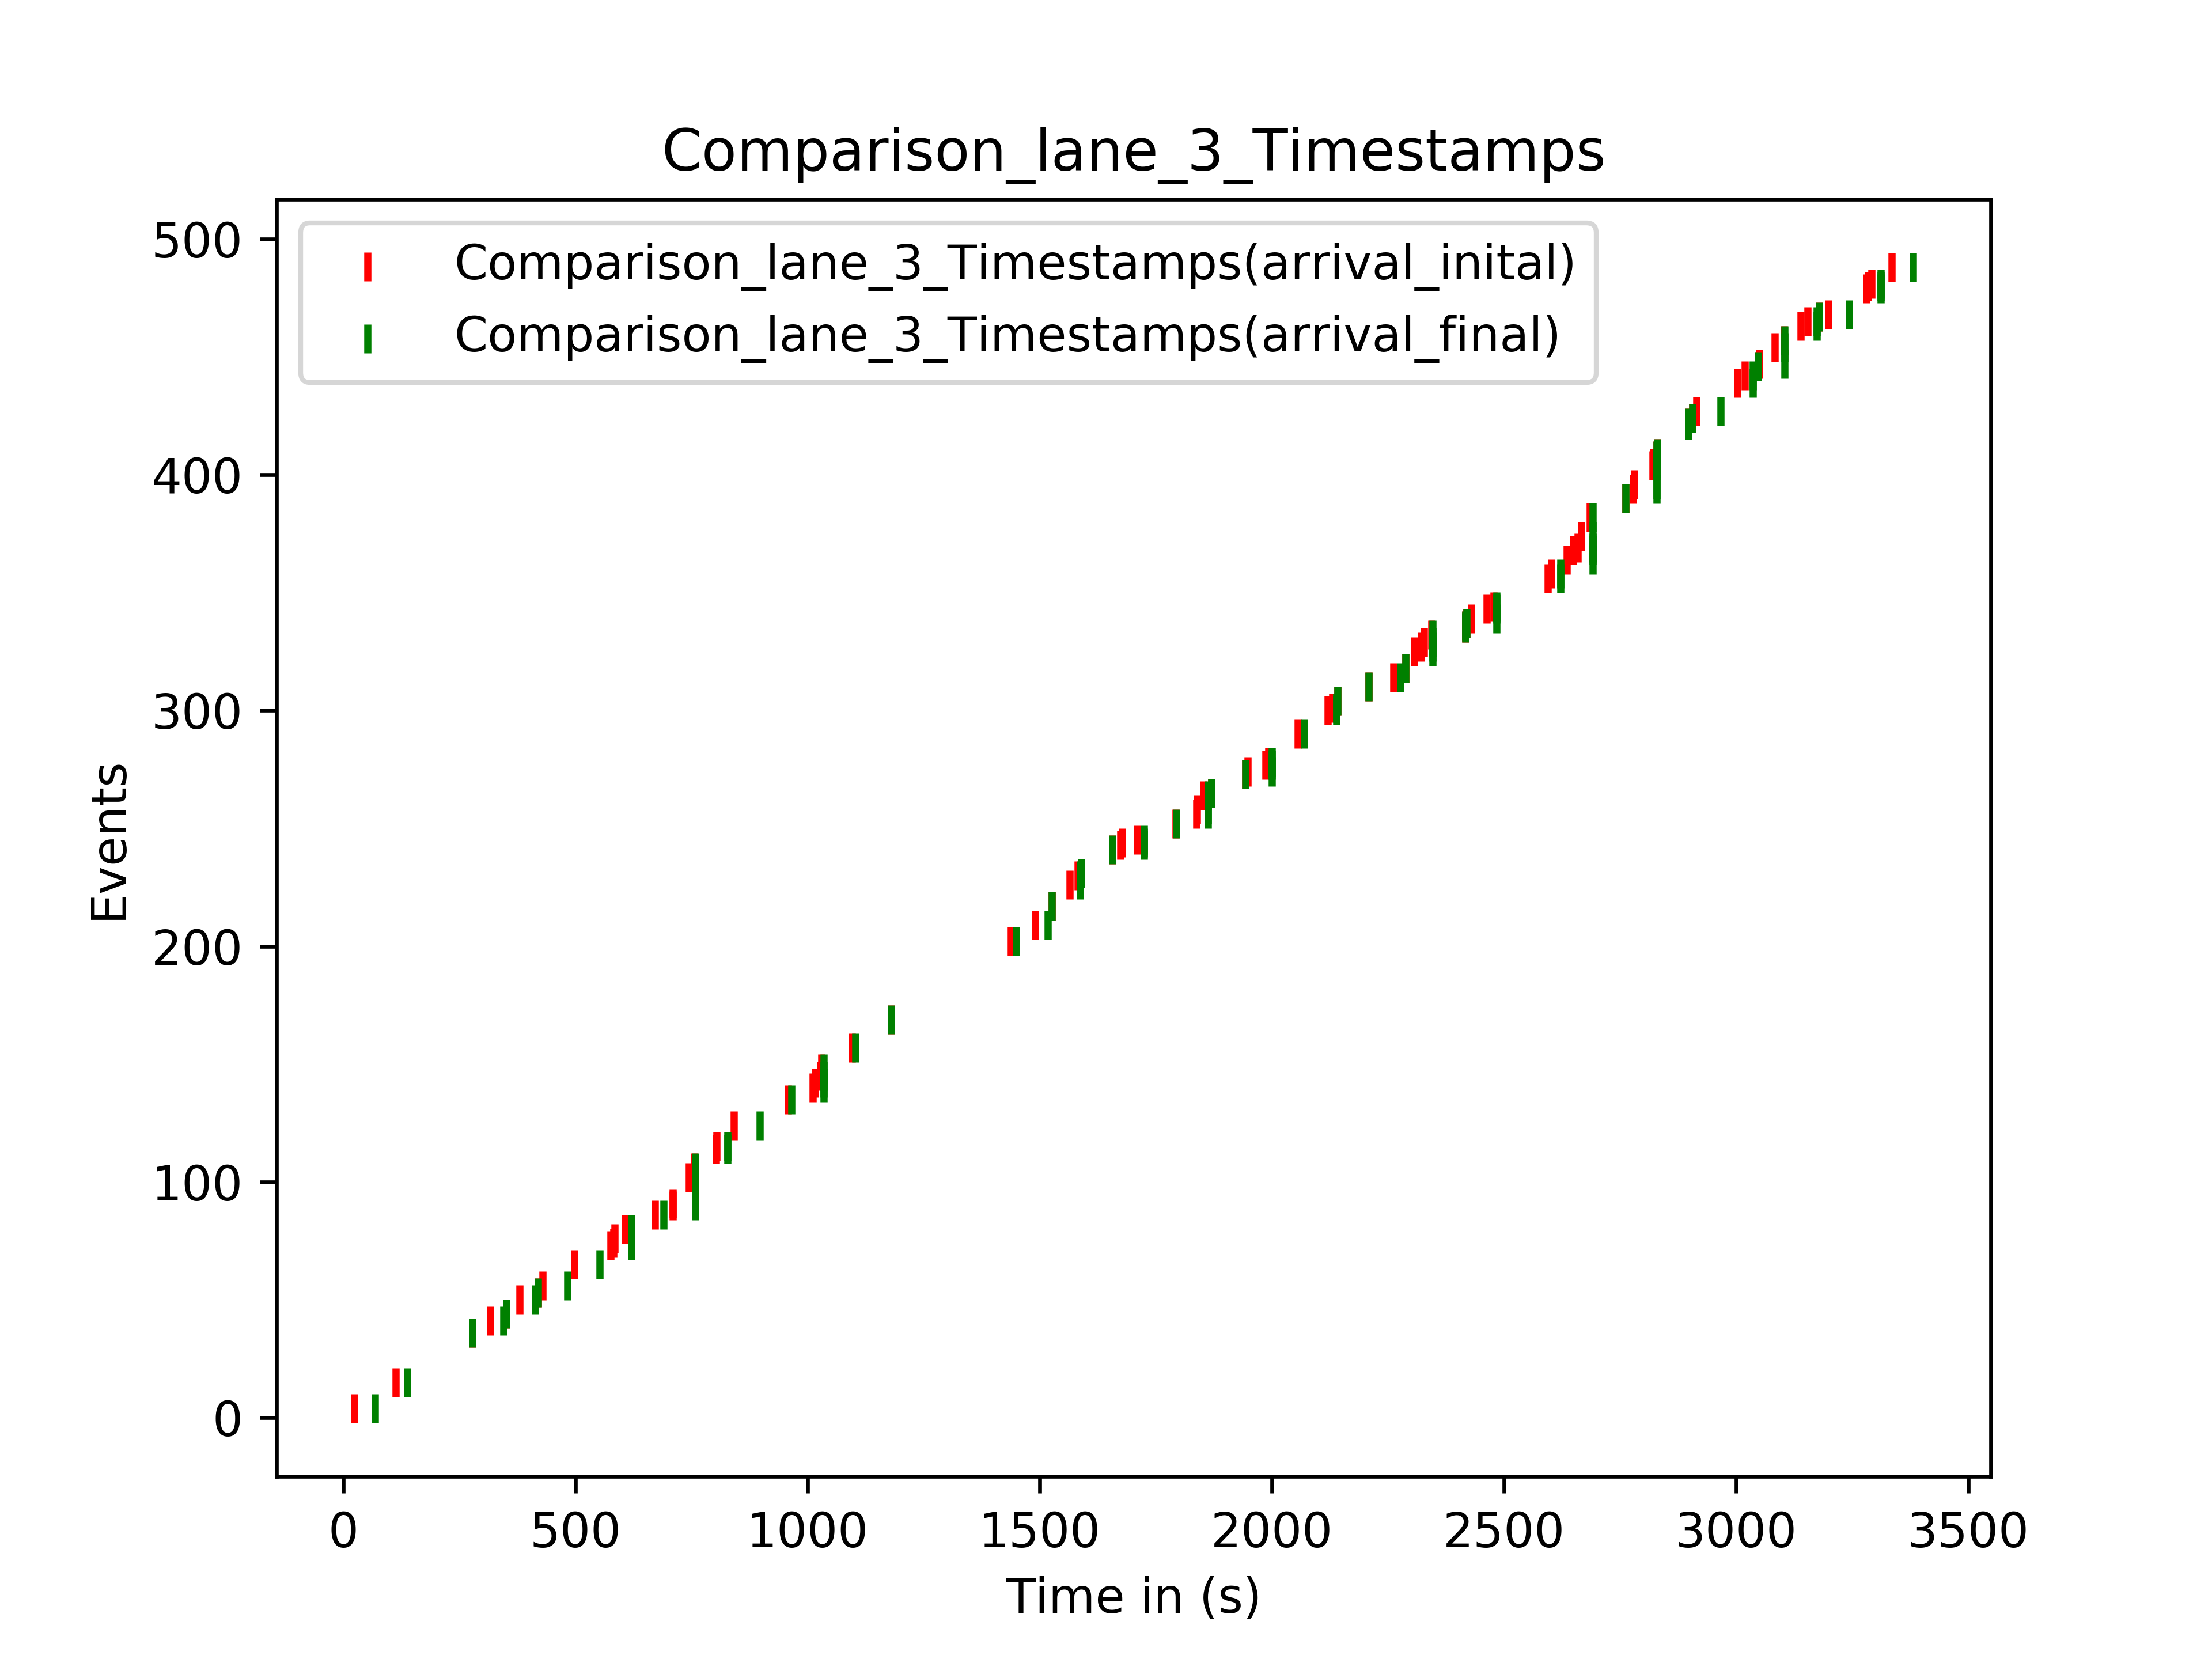 Comparison_lane_3_Timestamps
Comparison_lane_3_Timestamps(arrival_inital)
Comparison_lane_3_Timestamps(arrival_final)
500
400
300
200
100
0
Events
0 500 1000 1500 2000 2500 3000 3500
Time in (s)